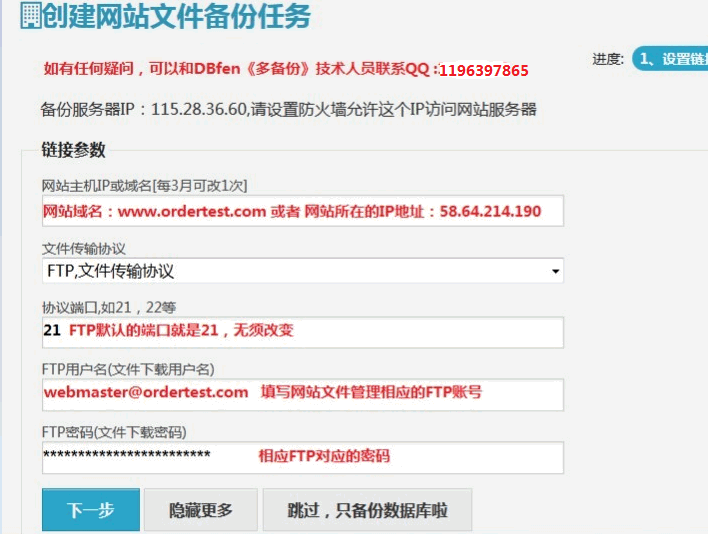 创建网站文件备份任务
如有任何疑问，可以和DBfen《多备份》技术人员联系QQ：1196397865
进度: 1、设置链接
备份服务器IP：115.28.36.60,请设置防火墙允许这个IP访问网站服务器
链接参数
网站主机IP或域名[每3月可改1次]
网站域名：www.ordertest.com 或者 网站所在的IP地址：58.64.214.190
文件传输协议
FTP,文件传输协议
协议端口,如21，22等
21 FTP默认的端口就是21，无须改变
FTP用户名(文件下载用户名)
webmaster@ordertest.com 填写网站文件管理相应的FTP账号
FTP密码(文件下载密码)
************************ 相应FTP对应的密码
下一步 隐藏更多 跳过，只备份数据库啦